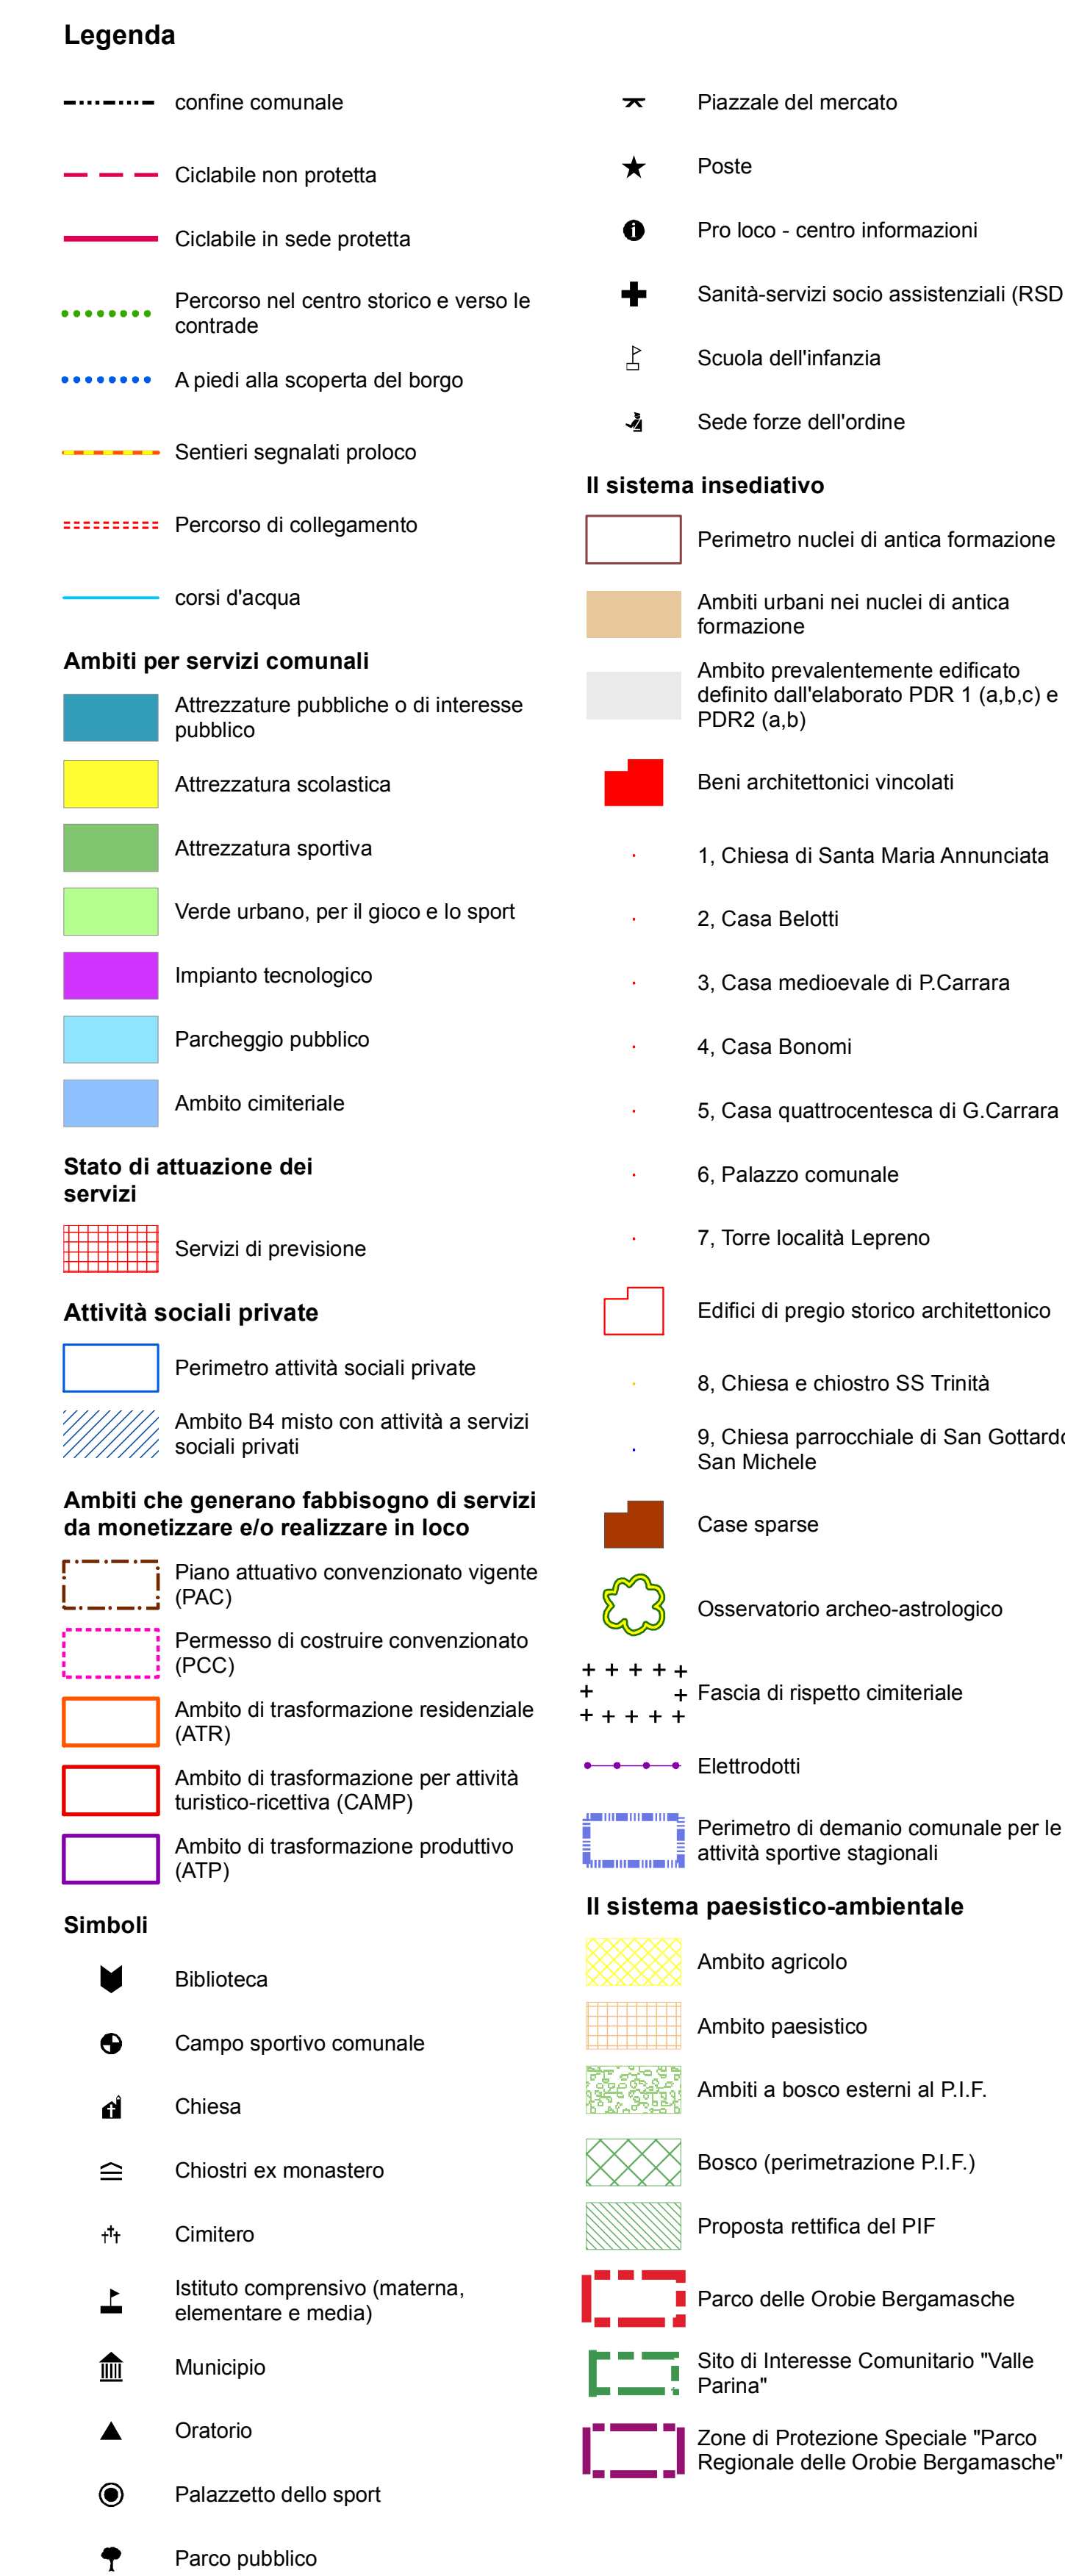 Legenda
confine comunale
Ciclabile non protetta
Ciclabile in sede protetta
Percorso nel centro storico e verso le
contrade
A piedi alla scoperta del borgo
Sentieri segnalati proloco
Percorso di collegamento
corsi d'acqua
Ambiti per servizi comunali
Attrezzature pubbliche o di interesse
pubblico
Attrezzatura scolastica
Attrezzatura sportiva
Verde urbano, per il gioco e lo sport
Impianto tecnologico
Parcheggio pubblico
Ambito cimiteriale
Stato di attuazione dei
servizi
Servizi di previsione
Attività sociali private
Perimetro attività sociali private
Ambito B4 misto con attività a servizi
sociali privati
Ambiti che generano fabbisogno di servizi
da monetizzare e/o realizzare in loco
Piano attuativo convenzionato vigente
(PAC)
Permesso di costruire convenzionato
(PCC)
Ambito di trasformazione residenziale
(ATR)
Ambito di trasformazione per attività
turistico-ricettiva (CAMP)
Ambito di trasformazione produttivo
(ATP)
Simboli
Biblioteca
Campo sportivo comunale
Chiesa
Chiostri ex monastero
Cimitero
Istituto comprensivo (materna,
elementare e media)
Municipio
Oratorio
Palazzetto dello sport
Parco pubblico
Piazzale del mercato
Poste
Pro loco - centro informazioni
Sanità-servizi socio assistenziali (RSD
Scuola dell'infanzia
Sede forze dell'ordine
Il sistema insediativo
Perimetro nuclei di antica formazione
Ambiti urbani nei nuclei di antica
formazione
Ambito prevalentemente edificato
definito dall'elaborato PDR 1 (a,b,c) e
PDR2 (a,b)
Beni architettonici vincolati
1, Chiesa di Santa Maria Annunciata
2, Casa Belotti
3, Casa medioevale di P.Carrara
4, Casa Bonomi
5, Casa quattrocentesca di G.Carrara
6, Palazzo comunale
7, Torre località Lepreno
Edifici di pregio storico architettonico
8, Chiesa e chiostro SS Trinità
9, Chiesa parrocchiale di San Gottardo
San Michele
Case sparse
Osservatorio archeo-astrologico
Fascia di rispetto cimiteriale
Elettrodotti
Perimetro di demanio comunale per le
attività sportive stagionali
Il sistema paesistico-ambientale
Ambito agricolo
Ambito paesistico
Ambiti a bosco esterni al P.I.F.
Bosco (perimetrazione P.I.F.)
Proposta rettifica del PIF
Parco delle Orobie Bergamasche
Sito di Interesse Comunitario "Valle
Parina"
Zone di Protezione Speciale "Parco
Regionale delle Orobie Bergamasche"